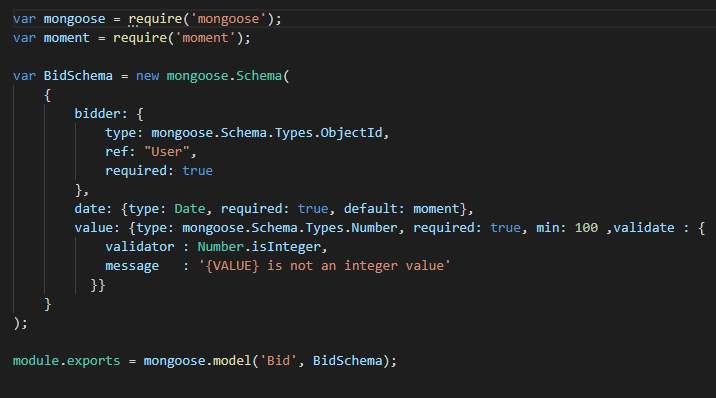 var mongoose = require('mongoose');
var moment = require('moment');

var BidSchema = new mongoose.Schema(
    {
        bidder: {
            type: mongoose.Schema.Types.ObjectId,
            ref: "User",
            required: true
        },
        date: {type: Date, required: true, default: moment},
        value: {type: mongoose.Schema.Types.Number, required: true, min: 100 ,validate : {
            validator : Number.isInteger,
            message   : '{VALUE} is not an integer value'
          }}
    }
);

module.exports = mongoose.model('Bid', BidSchema);